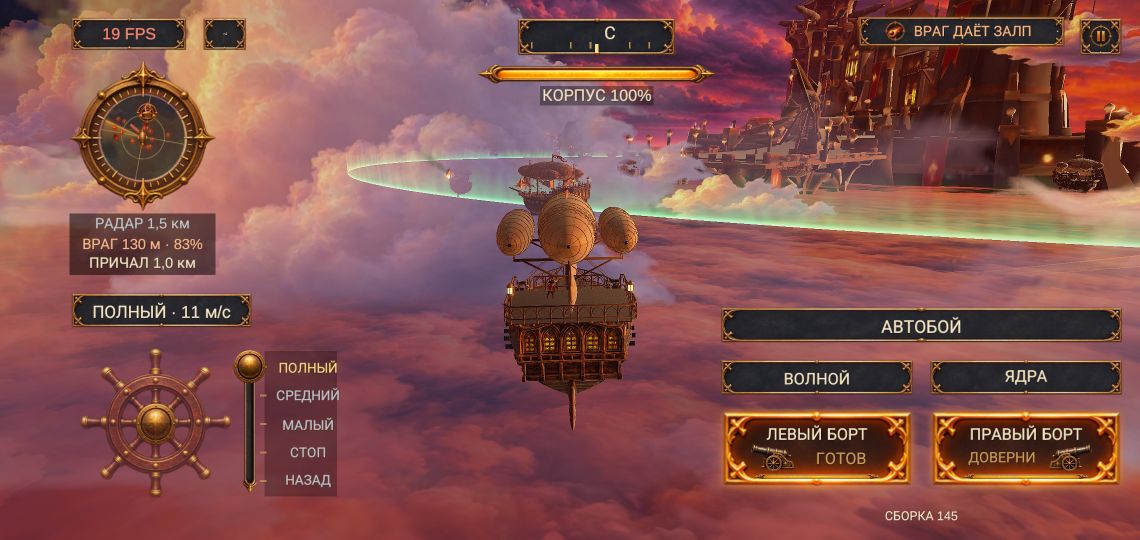 19 FPS
С
ВРАГ ДАЁТ ЗАЛП
КОРПУС 100%
РАДАР 1,5 км
ВРАГ 130 м · 83%
ПРИЧАЛ 1,0 км
ПОЛНЫЙ · 11 м/с
ПОЛНЫЙ
СРЕДНИЙ
МАЛЫЙ
СТОП
НАЗАД
АВТОБОЙ
ВОЛНОЙ
ЯДРА
ЛЕВЫЙ БОРТ
ГОТОВ
ПРАВЫЙ БОРТ
ДОВЕРНИ
СБОРКА 145